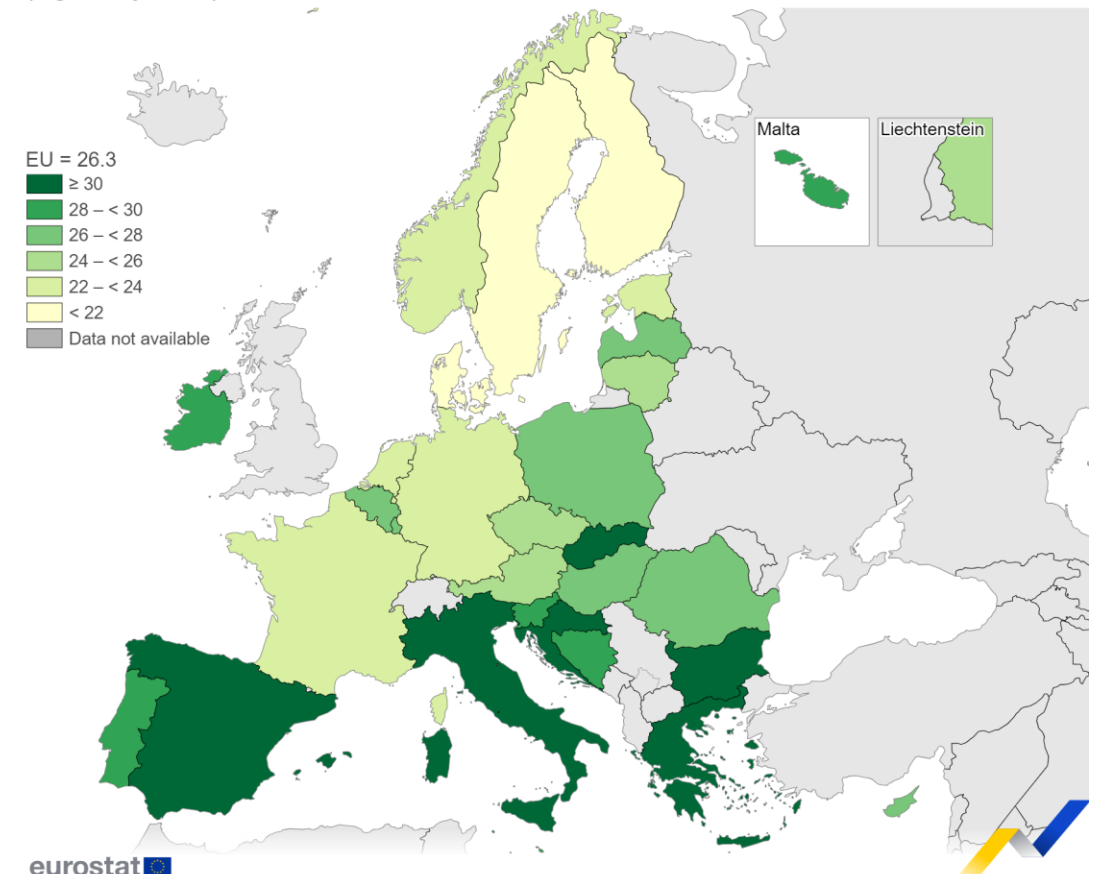 EU = 26.3
≥ 30
28 – < 30
26 – < 28
24 – < 26
22 – < 24
< 22
Data not available
Malta
Liechtenstein
eurostat